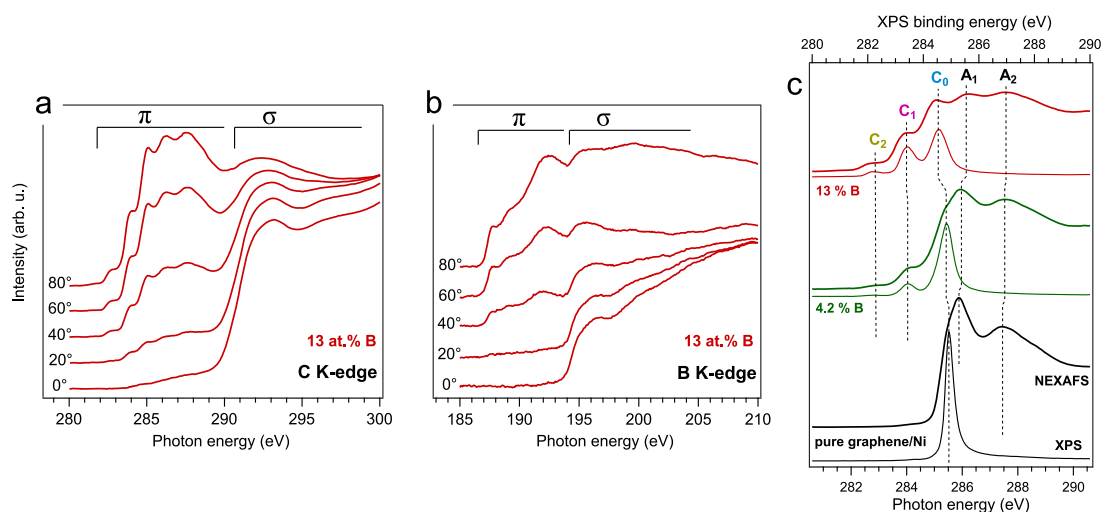 a
π
σ
Intensity (arb. u.)
80°
60°
40°
20°
0°
13 at.% B
C K-edge
280
285
290
295
300
Photon energy (eV)
b
π
σ
80°
60°
40°
20°
0°
13 at.% B
B K-edge
185
190
195
200
205
210
Photon energy (eV)
XPS binding energy (eV)
280
282
284
286
288
290
c
C₂
C₁
C₀
A₁
A₂
13 % B
4.2 % B
NEXAFS
pure graphene/Ni
XPS
282
284
286
288
290
Photon energy (eV)